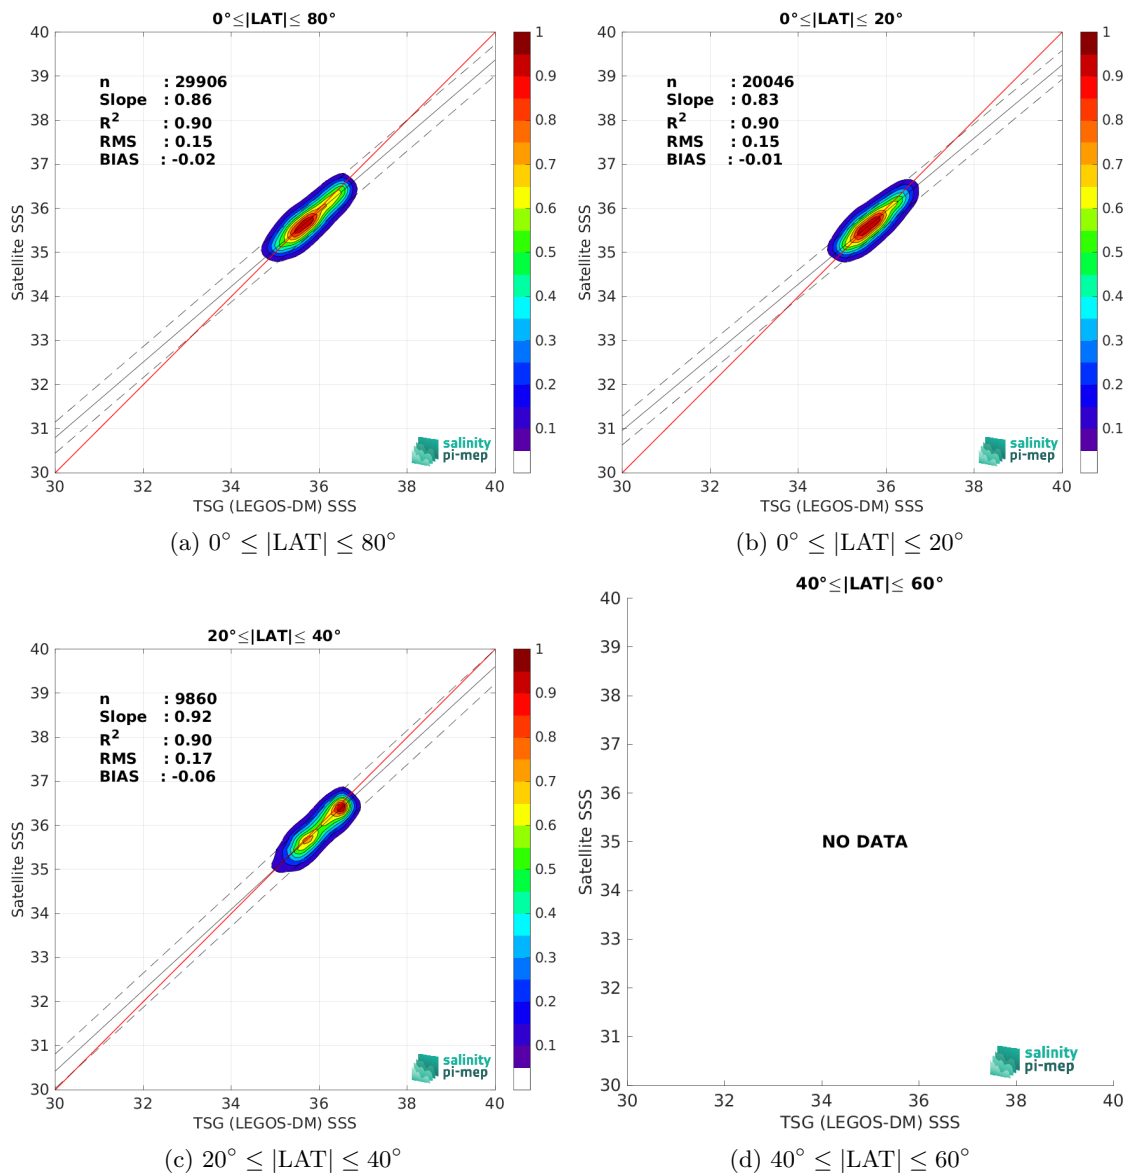 0°≤|LAT|≤ 80°
40
39
38
37
36
35
34
33
32
31
30
Satellite SSS
n : 29906
Slope : 0.86
R2 : 0.90
RMS : 0.15
BIAS : -0.02
salinity
pi-mep
30 32 34 36 38 40
TSG (LEGOS-DM) SSS
1
0.9
0.8
0.7
0.6
0.5
0.4
0.3
0.2
0.1
(a) 0° ≤ |LAT| ≤ 80°
0°≤|LAT|≤ 20°
40
39
38
37
36
35
34
33
32
31
30
Satellite SSS
n : 20046
Slope : 0.83
R2 : 0.90
RMS : 0.15
BIAS : -0.01
salinity
pi-mep
30 32 34 36 38 40
TSG (LEGOS-DM) SSS
1
0.9
0.8
0.7
0.6
0.5
0.4
0.3
0.2
0.1
(b) 0° ≤ |LAT| ≤ 20°
20°≤|LAT|≤ 40°
40
39
38
37
36
35
34
33
32
31
30
Satellite SSS
n : 9860
Slope : 0.92
R2 : 0.90
RMS : 0.17
BIAS : -0.06
salinity
pi-mep
30 32 34 36 38 40
TSG (LEGOS-DM) SSS
1
0.9
0.8
0.7
0.6
0.5
0.4
0.3
0.2
0.1
(c) 20° ≤ |LAT| ≤ 40°
40°≤|LAT|≤ 60°
40
39
38
37
36
35
34
33
32
31
30
Satellite SSS
NO DATA
salinity
pi-mep
30 32 34 36 38 40
TSG (LEGOS-DM) SSS
(d) 40° ≤ |LAT| ≤ 60°